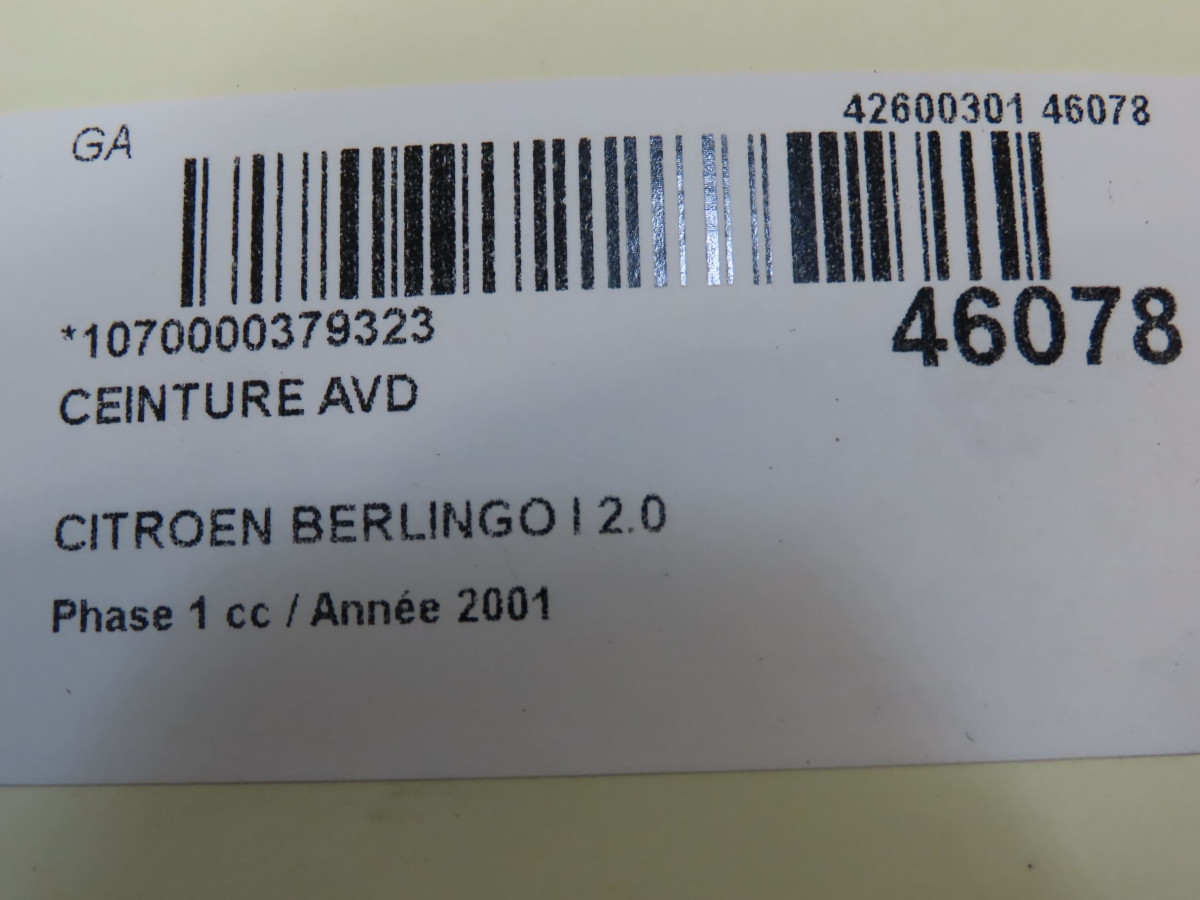 GA
42600301 46078
*1070000379323
46078
CEINTURE AVD
CITROEN BERLINGO I 2.0
Phase 1 cc / Année 2001